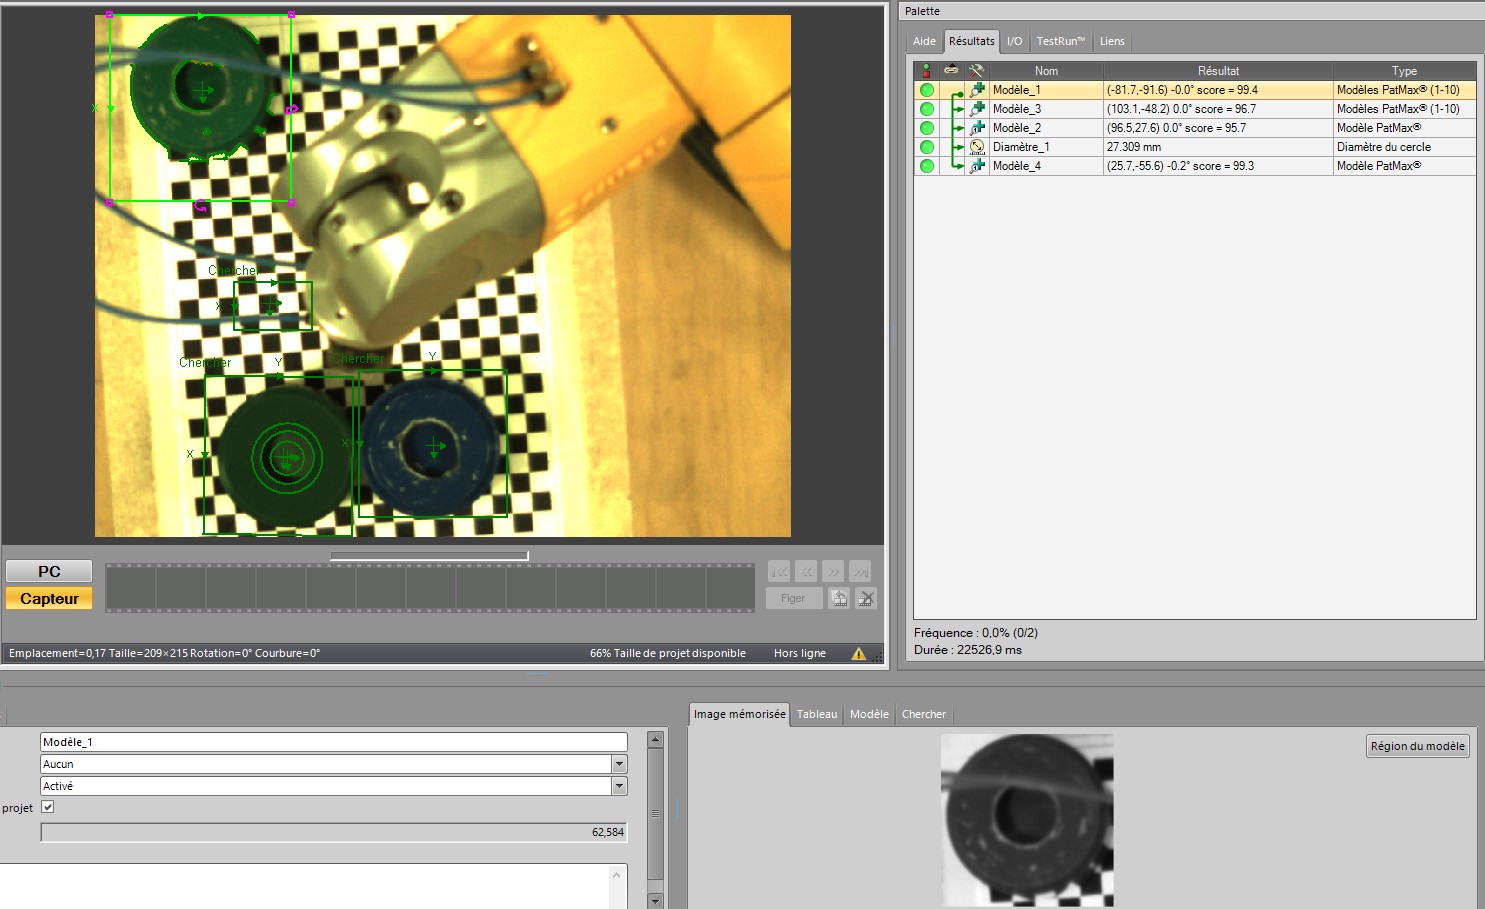 Palette
Aide Résultats I/O TestRun™ Liens
Nom Résultat Type
Modèle_1 (-81.7,-91.6) -0.0° score = 99.4 Modèles PatMax® (1-10)
Modèle_3 (103.1,-48.2) 0.0° score = 96.7 Modèles PatMax® (1-10)
Modèle_2 (96.5,27.6) 0.0° score = 95.7 Modèle PatMax®
Diamètre_1 27.309 mm Diamètre du cercle
Modèle_4 (25.7,-55.6) -0.2° score = 99.3 Modèle PatMax®
X
Chercher
X
Chercher Y
Chercher Y
X
X
PC
Capteur
Figer
Fréquence : 0,0% (0/2)
Durée : 22526,9 ms
Emplacement=0,17 Taille=209×215 Rotation=0° Courbure=0° 66% Taille de projet disponible Hors ligne
Image mémorisée Tableau Modèle Chercher
Modèle_1
Aucun
Activé
projet
62,584
Région du modèle